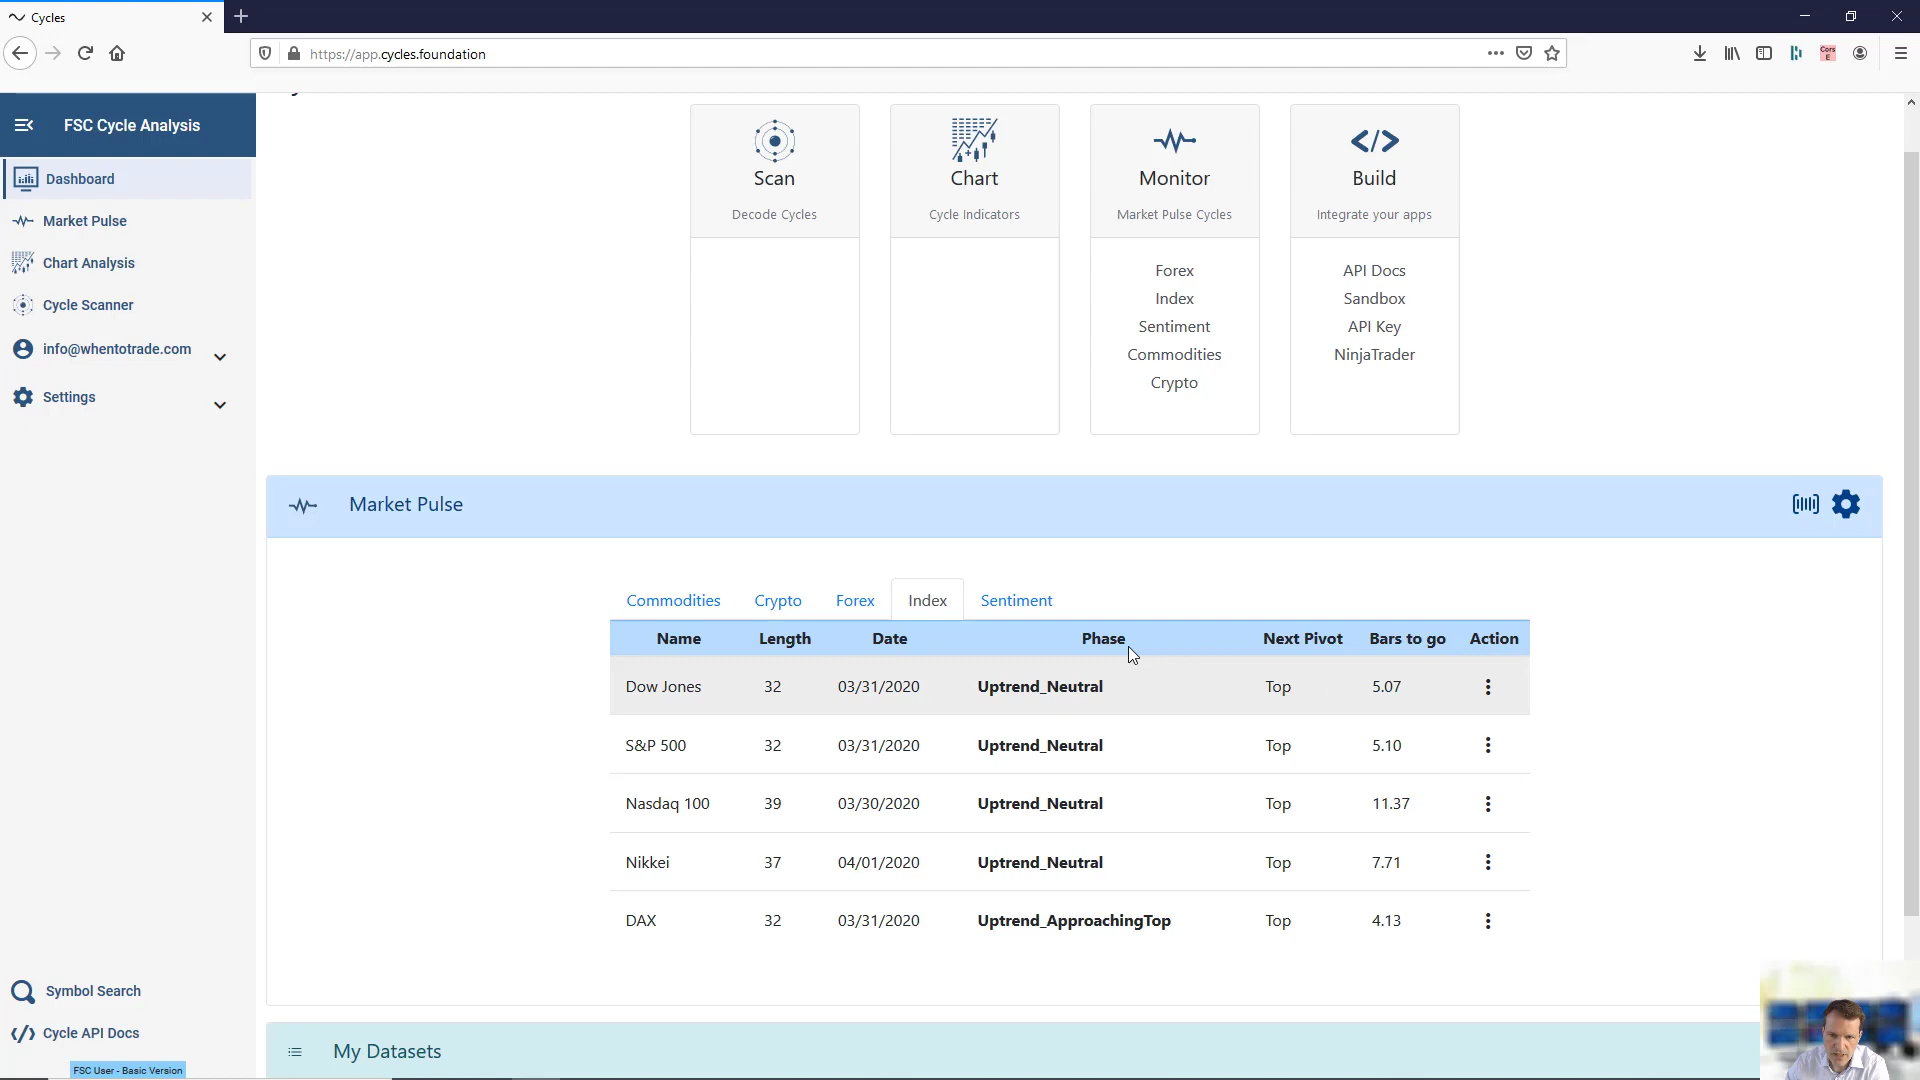 Cycles
https://app.cycles.foundation
Cors
E
FSC Cycle Analysis
Dashboard
Market Pulse
Chart Analysis
Cycle Scanner
info@whentotrade.com
Settings
Symbol Search
Cycle API Docs
FSC User - Basic Version
Scan
Decode Cycles
Chart
Cycle Indicators
Monitor
Market Pulse Cycles
Forex
Index
Sentiment
Commodities
Crypto
Build
Integrate your apps
API Docs
Sandbox
API Key
NinjaTrader
Market Pulse
Commodities Crypto Forex Index Sentiment
Name Length Date Phase Next Pivot Bars to go Action
Dow Jones 32 03/31/2020 Uptrend_Neutral Top 5.07
S&P 500 32 03/31/2020 Uptrend_Neutral Top 5.10
Nasdaq 100 39 03/30/2020 Uptrend_Neutral Top 11.37
Nikkei 37 04/01/2020 Uptrend_Neutral Top 7.71
DAX 32 03/31/2020 Uptrend_ApproachingTop Top 4.13
My Datasets